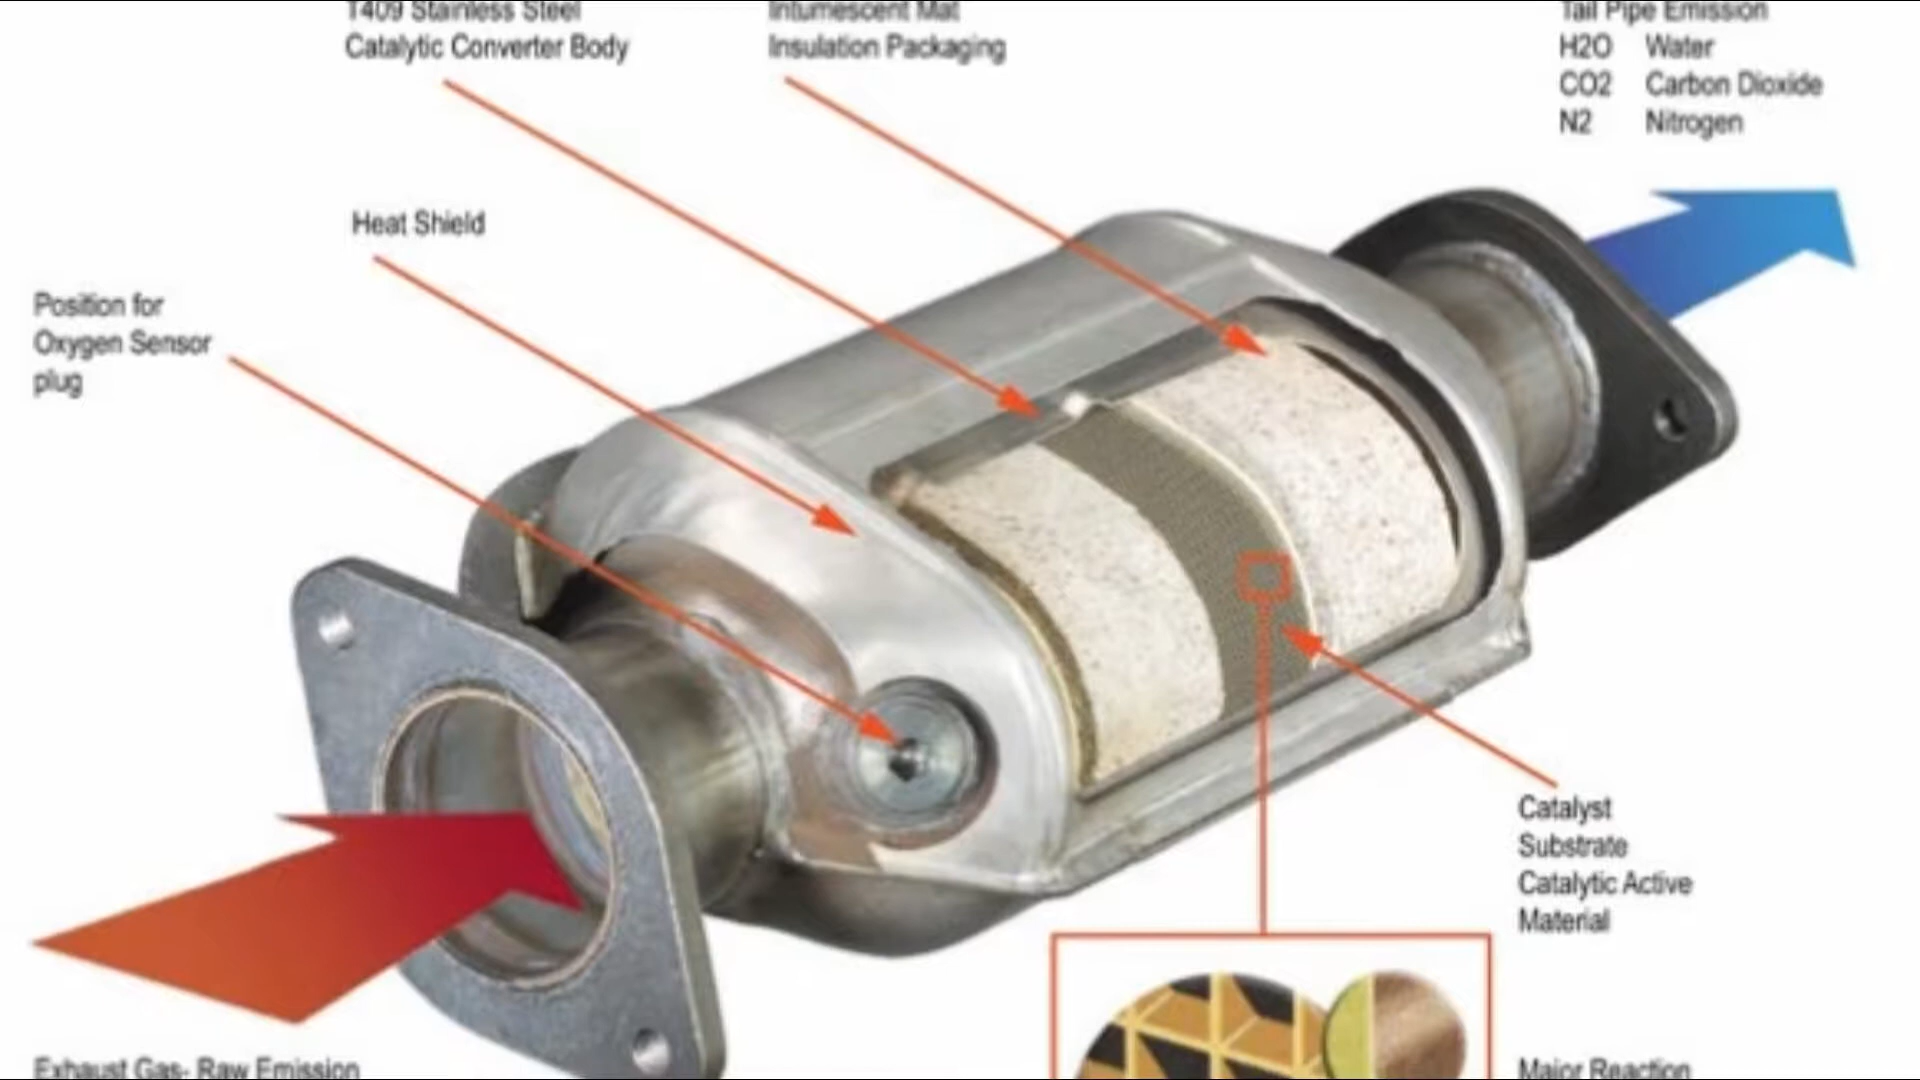 T409 Stainless Steel
Catalytic Converter Body
Intumescent Mat
Insulation Packaging
Tail Pipe Emission
H2O Water
CO2 Carbon Dioxide
N2 Nitrogen
Heat Shield
Position for
Oxygen Sensor
plug
Catalyst
Substrate
Catalytic Active
Material
Exhaust Gas- Raw Emission
Major Reaction